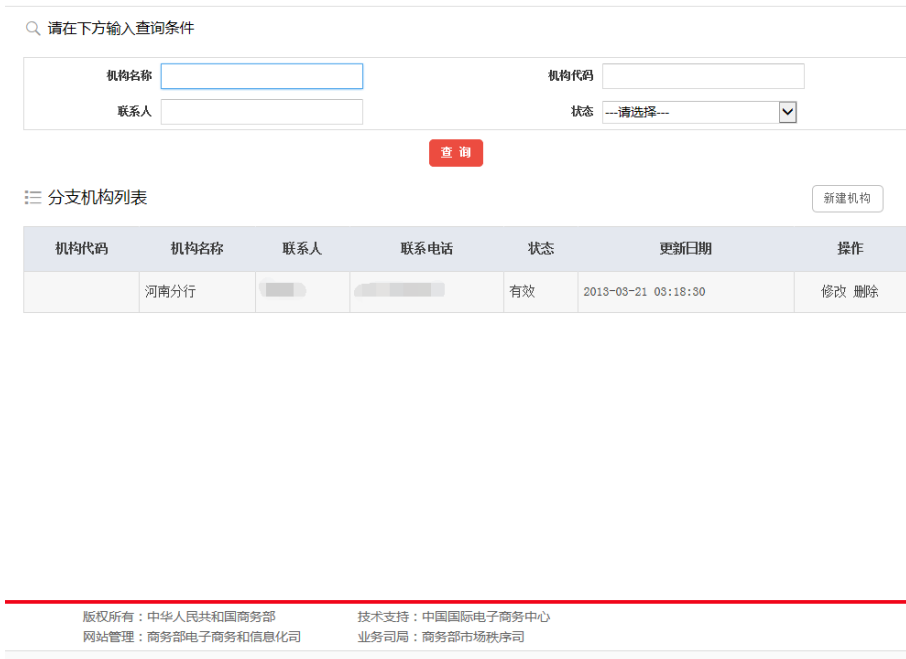 请在下方输入查询条件
机构名称 机构代码
联系人 状态 ---请选择---
查 询
分支机构列表 新建机构
机构代码 机构名称 联系人 联系电话 状态 更新日期 操作
河南分行 有效 2013-03-21 03:18:30 修改 删除
版权所有：中华人民共和国商务部 技术支持：中国国际电子商务中心
网站管理：商务部电子商务和信息化司 业务司局：商务部市场秩序司